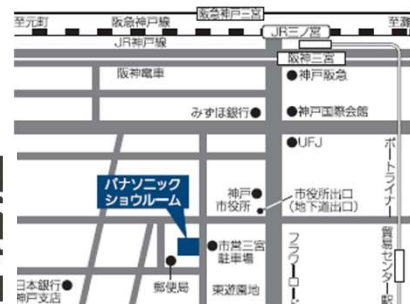 阪急神戸三宮
至元町
阪急神戸線
JR三ノ宮
JR神戸線
阪神三宮
阪神電車
●神戸阪急
みずほ銀行●
●神戸国際会館
●UFJ
ポートライナー
パナソニック
ショウルーム
神戸●
市役所
市役所出口
(地下道出口)
●市営三宮
駐車場
フラワーロード
貿易センター駅
日本銀行●
神戸支店
郵便局
東遊園地